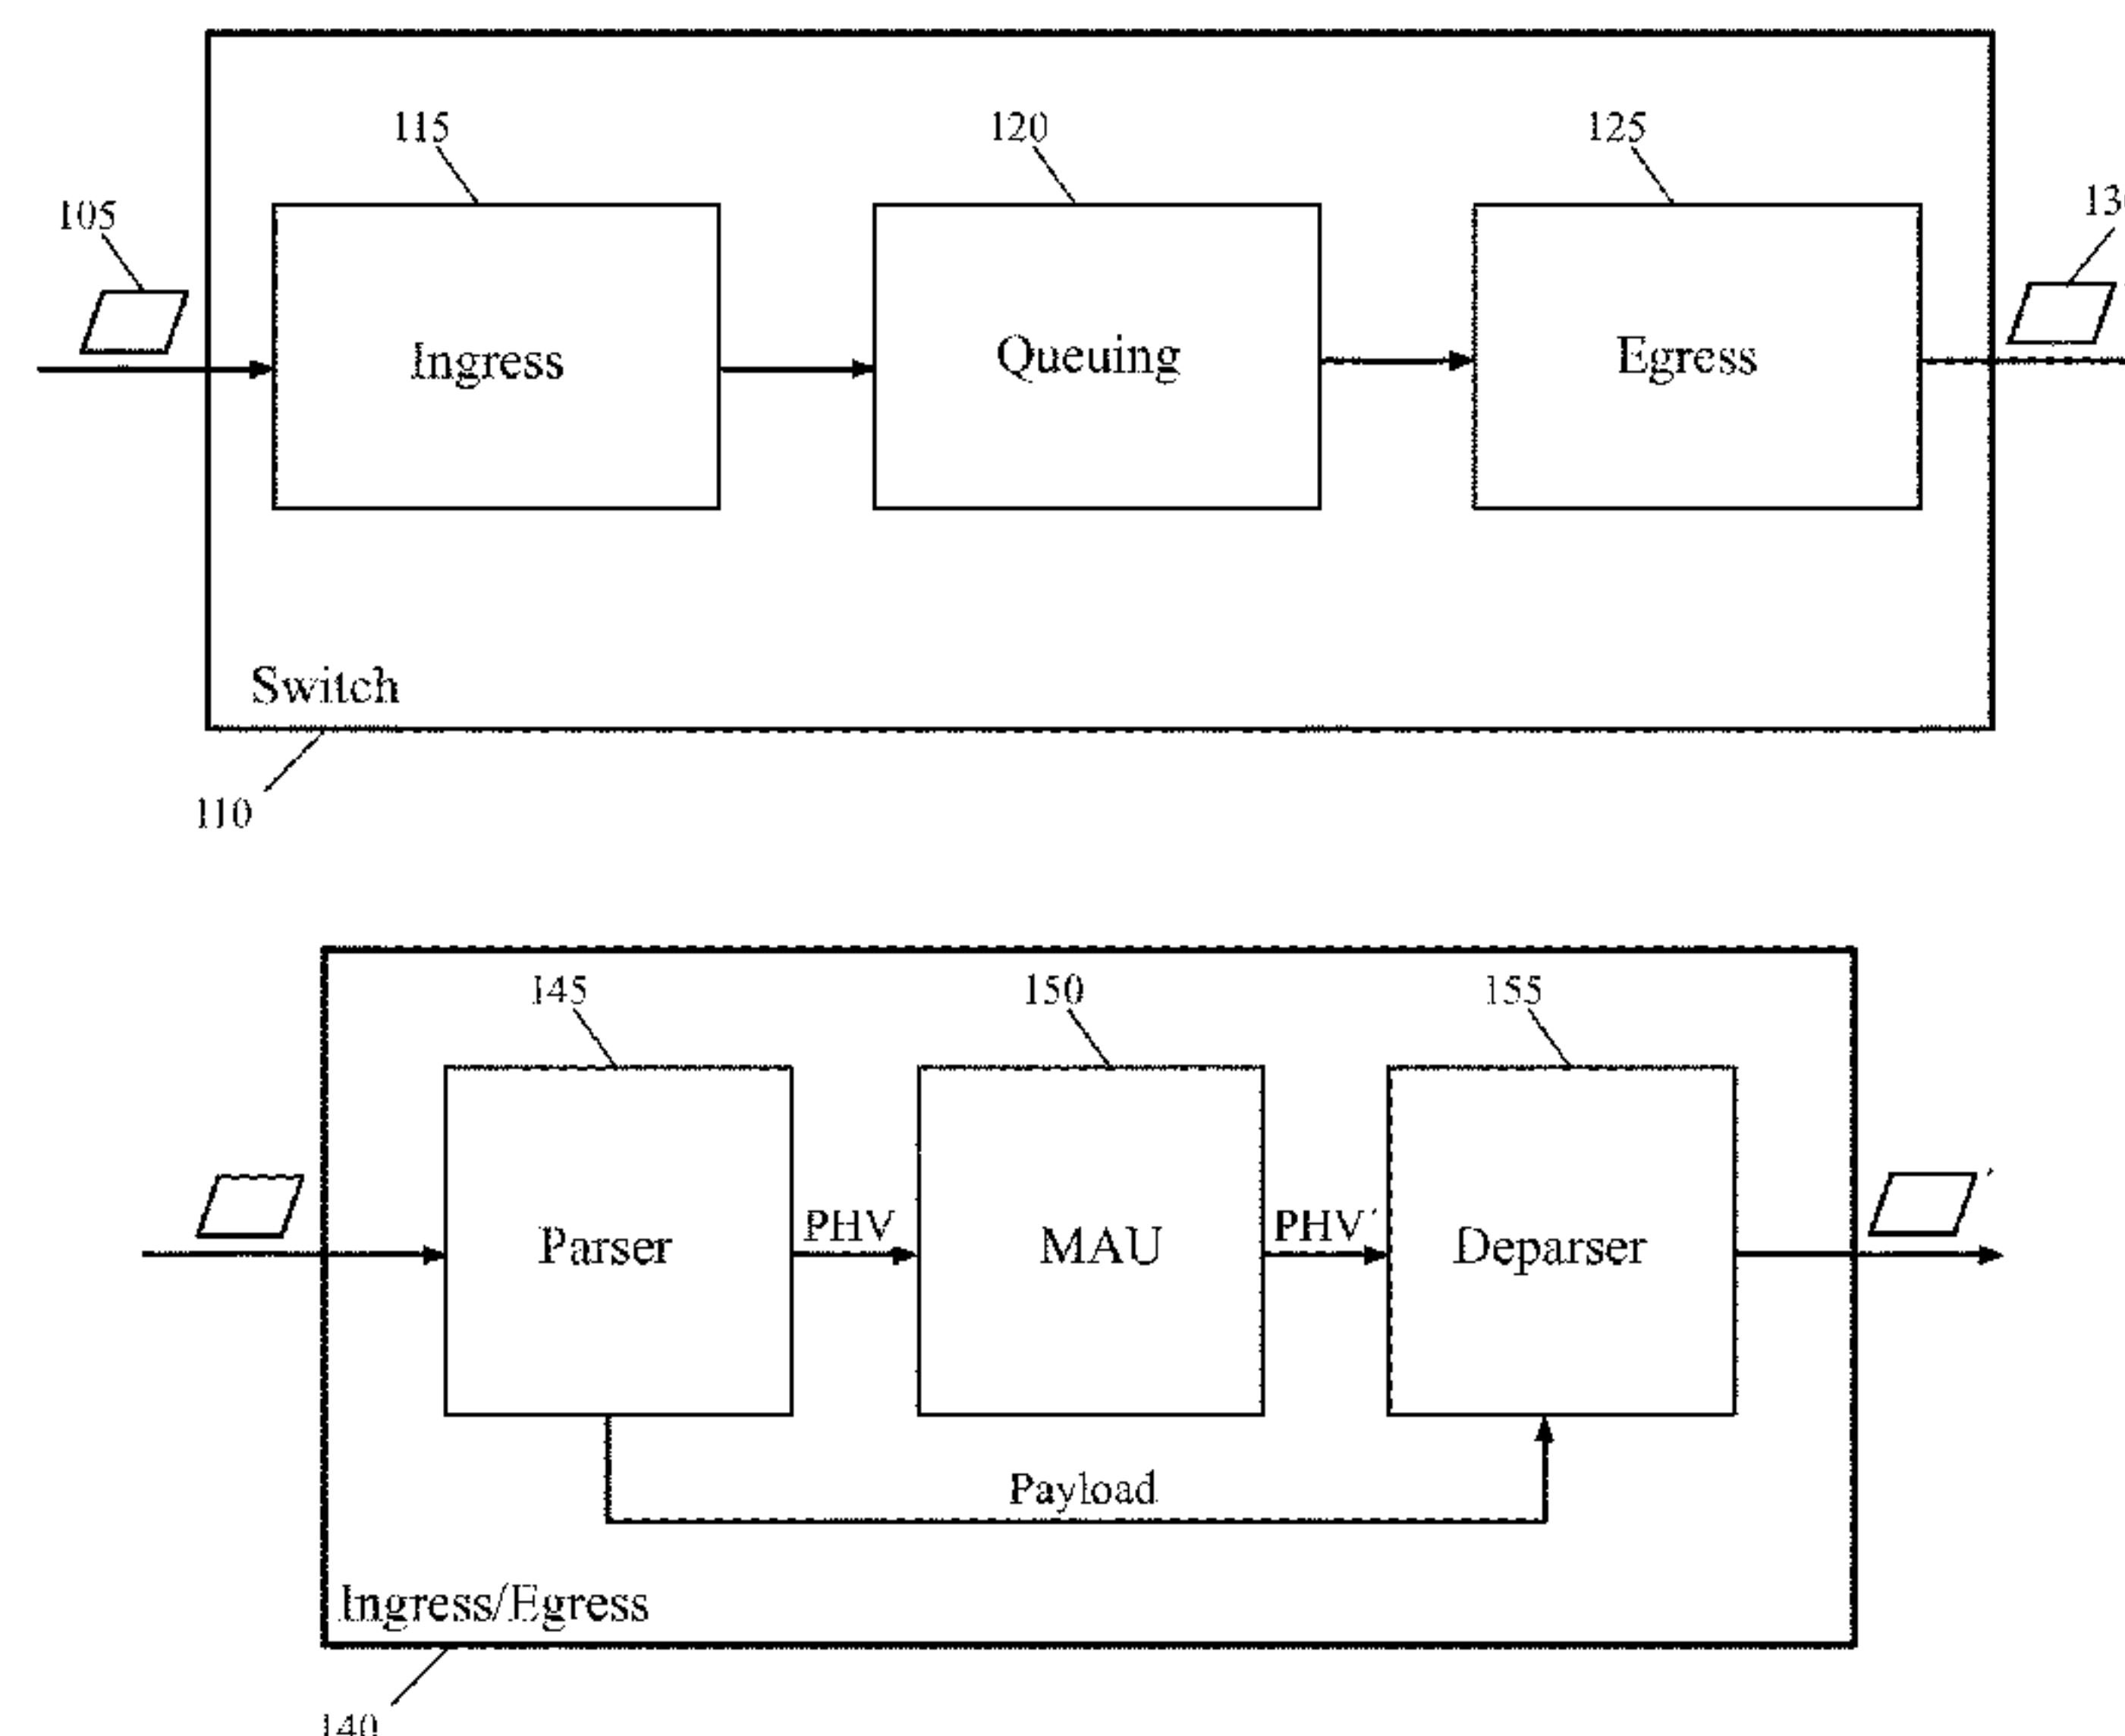 115
120
125
105
130
Ingress
Queuing
Egress
Switch
110
145
150
155
PHV
PHV´
Parser
MAU
Deparser
´
Payload
Ingress/Egress
140